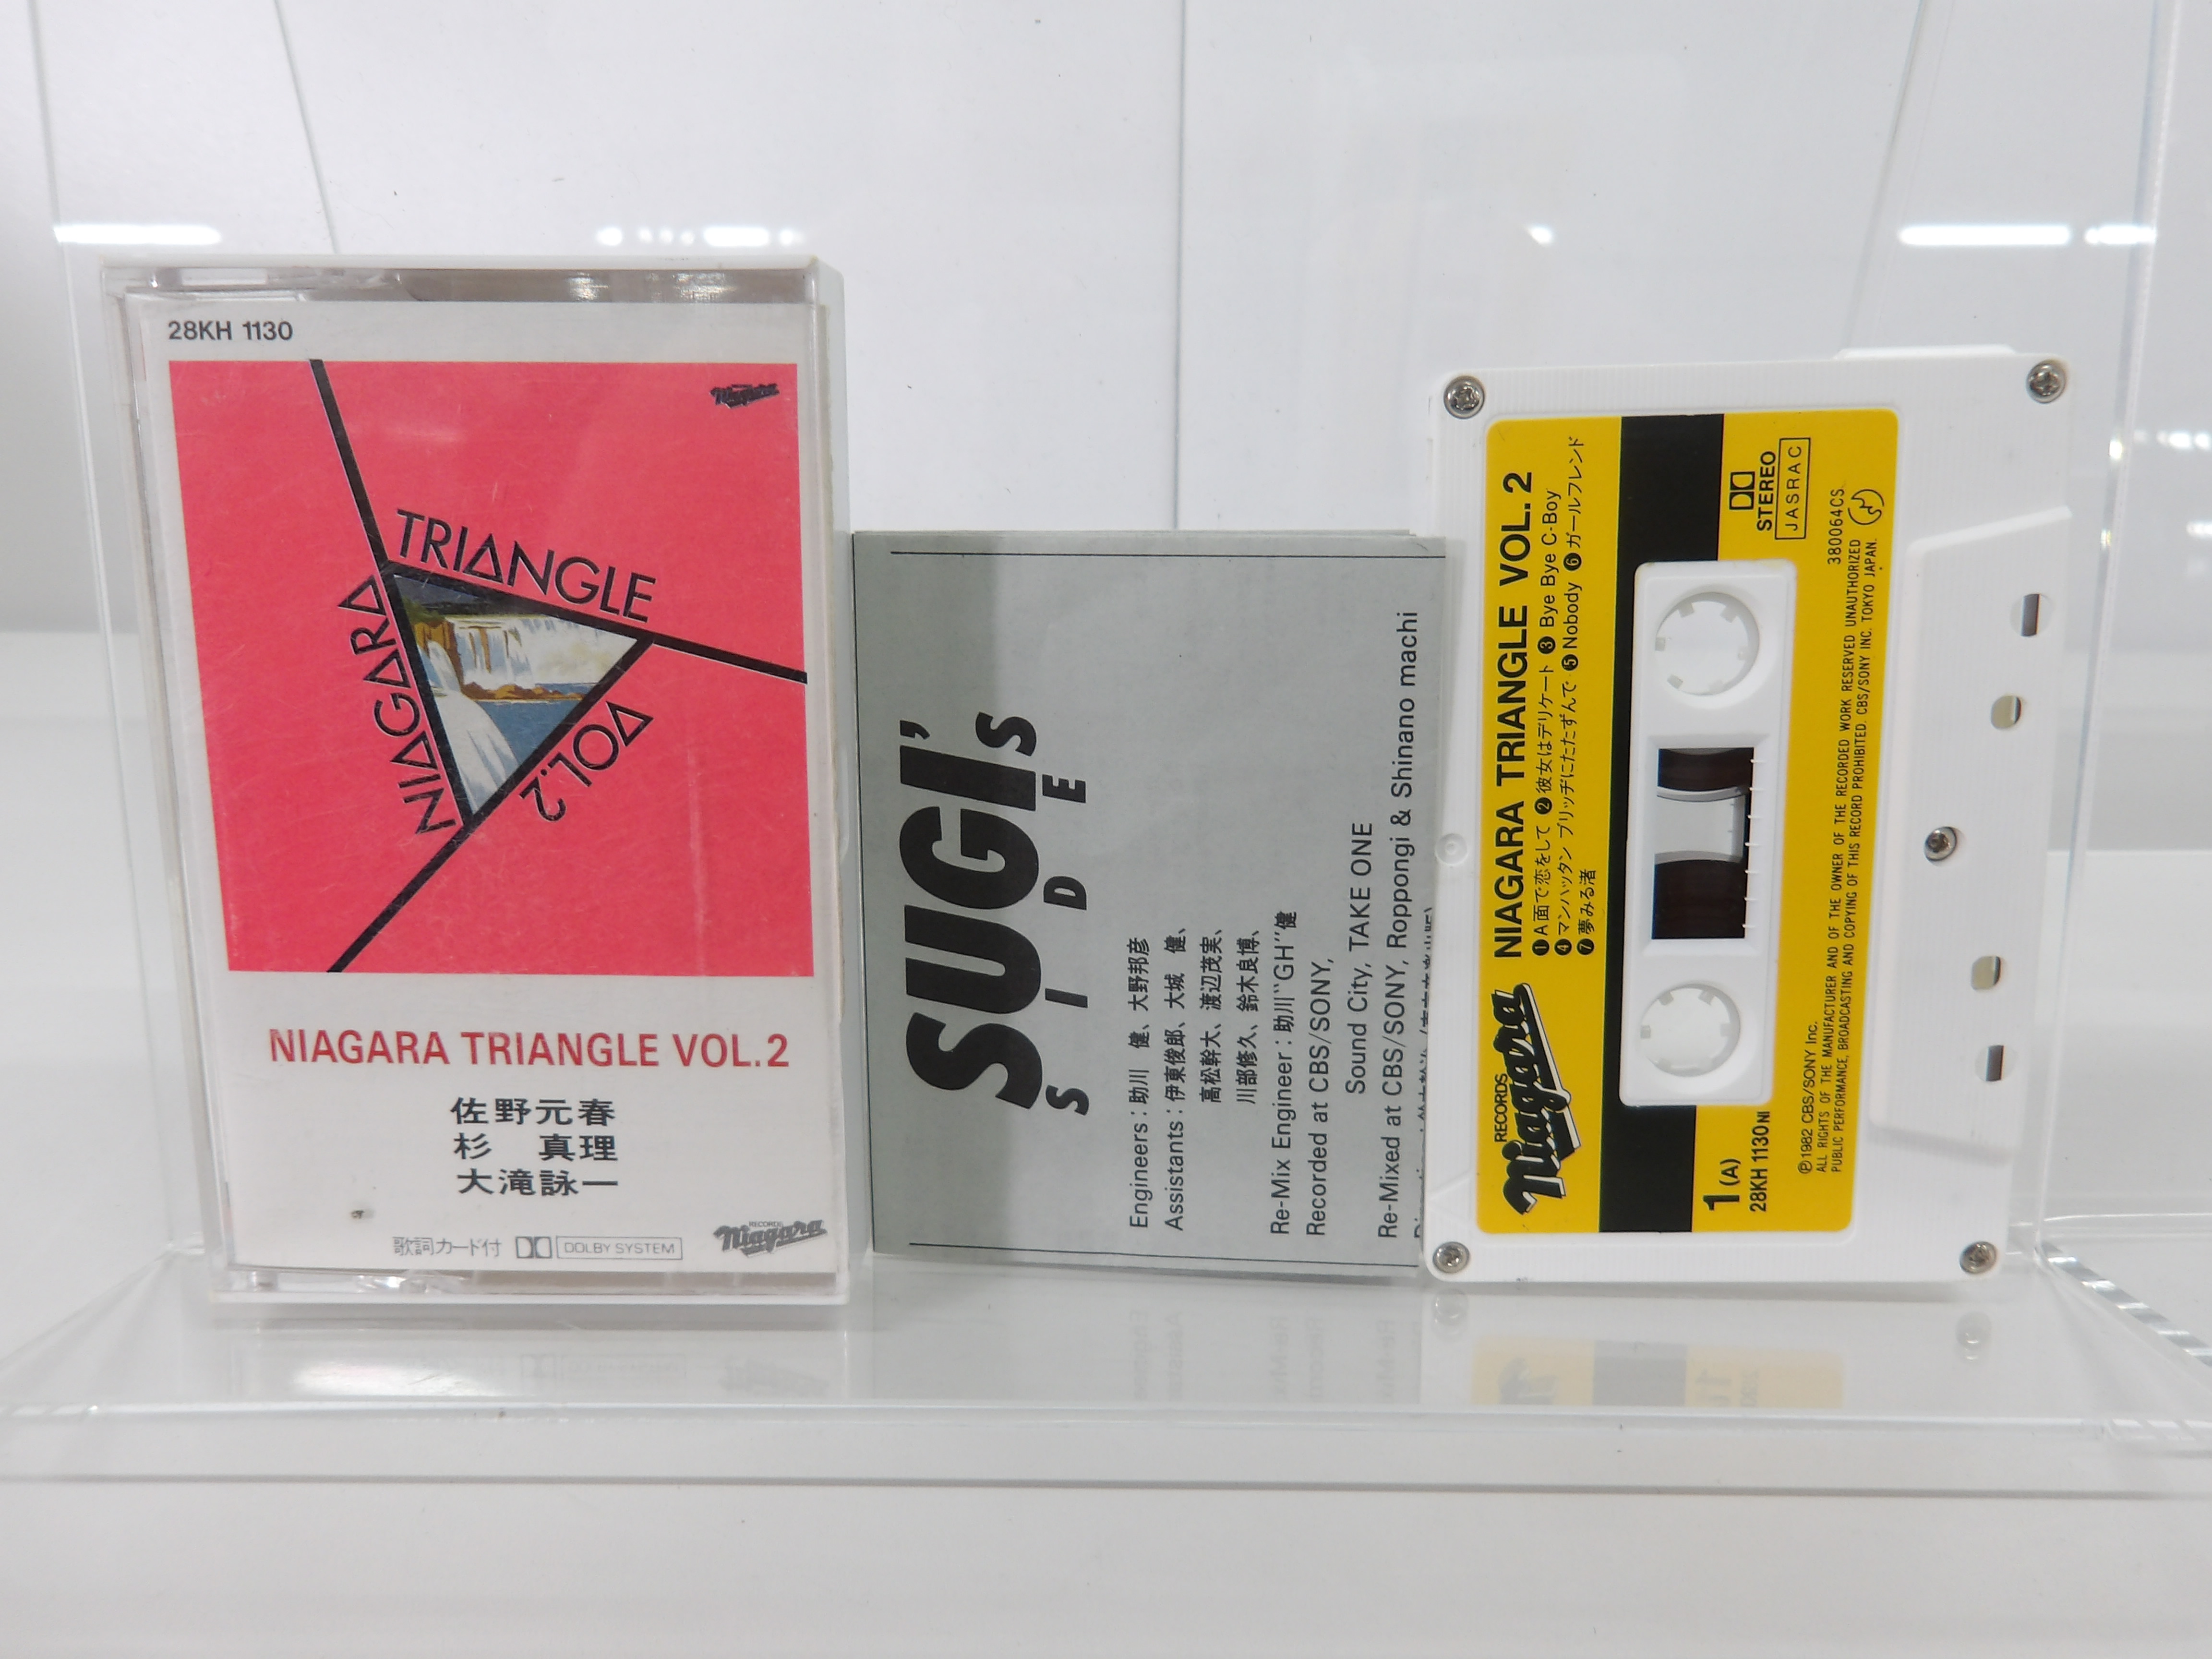 28KH 1130
Niagara
NIAGARA
TRIANGLE
VOL.2
NIAGARA TRIANGLE VOL.2
佐野元春
杉　真理
大滝詠一
歌詞カード付 DOLBY SYSTEM
RECORDS
Niagara
SUGI's
SIDE
Engineers：助川　健、大野邦彦
Assistants：伊東俊郎、大城　健、
高松幹大、渡辺茂実、
川部修久、鈴木良博、
Re-Mix Engineer：助川"GH"健
Recorded at CBS/SONY,
Sound City, TAKE ONE
Re-Mixed at CBS/SONY, Roppongi & Shinano machi
RECORDS
Niagara
NIAGARA TRIANGLE VOL. 2
❶A面で恋をして ❷彼女はデリケート ❸Bye Bye C-Boy
❹マンハッタン ブリッヂにたたずんで ❺Nobody ❻ガールフレンド
❼夢みる渚
STEREO
JASRAC
1(A)
28KH 1130NI
380064CS
℗1982 CBS/SONY Inc.
ALL RIGHTS OF THE MANUFACTURER AND OF THE OWNER OF THE RECORDED WORK RESERVED UNAUTHORIZED
PUBLIC PERFORMANCE, BROADCASTING AND COPYING OF THIS RECORD PROHIBITED. CBS/SONY INC. TOKYO JAPAN.